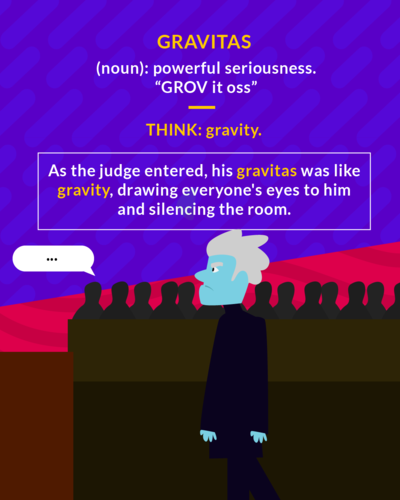 GRAVITAS
(noun): powerful seriousness.
“GROV it oss”
THINK: gravity.
As the judge entered, his gravitas was like
gravity, drawing everyone's eyes to him
and silencing the room.
...